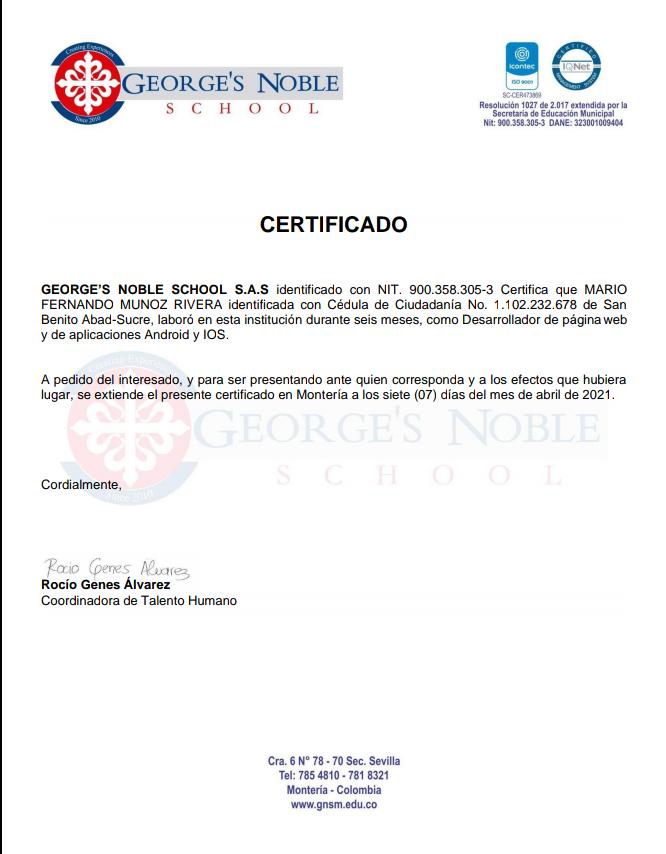 Creating Experiences
GEORGE'S NOBLE
SCHOOL
Since 2010
icontec
ISO 9001
SC-CER473869
CERTIFIED
IQNet
MANAGEMENT SYSTEM
Resolución 1027 de 2.017 extendida por la
Secretaría de Educación Municipal
Nit: 900.358.305-3 DANE: 323001009404
CERTIFICADO
GEORGE'S NOBLE SCHOOL S.A.S identificado con NIT. 900.358.305-3 Certifica que MARIO
FERNANDO MUNOZ RIVERA identificada con Cédula de Ciudadanía No. 1.102.232.678 de San
Benito Abad-Sucre, laboró en esta institución durante seis meses, como Desarrollador de página web
y de aplicaciones Android y IOS.
Creating Experiences
A pedido del interesado, y para ser presentando ante quien corresponda y a los efectos que hubiera
lugar, se extiende el presente certificado en Montería a los siete (07) días del mes de abril de 2021.
GEORGE'S NOBLE
SCHOOL
Since 2010
Cordialmente,
Rocio Genes Alvarez
Rocío Genes Álvarez
Coordinadora de Talento Humano
Cra. 6 N° 78 - 70 Sec. Sevilla
Tel: 785 4810 - 781 8321
Montería - Colombia
www.gnsm.edu.co